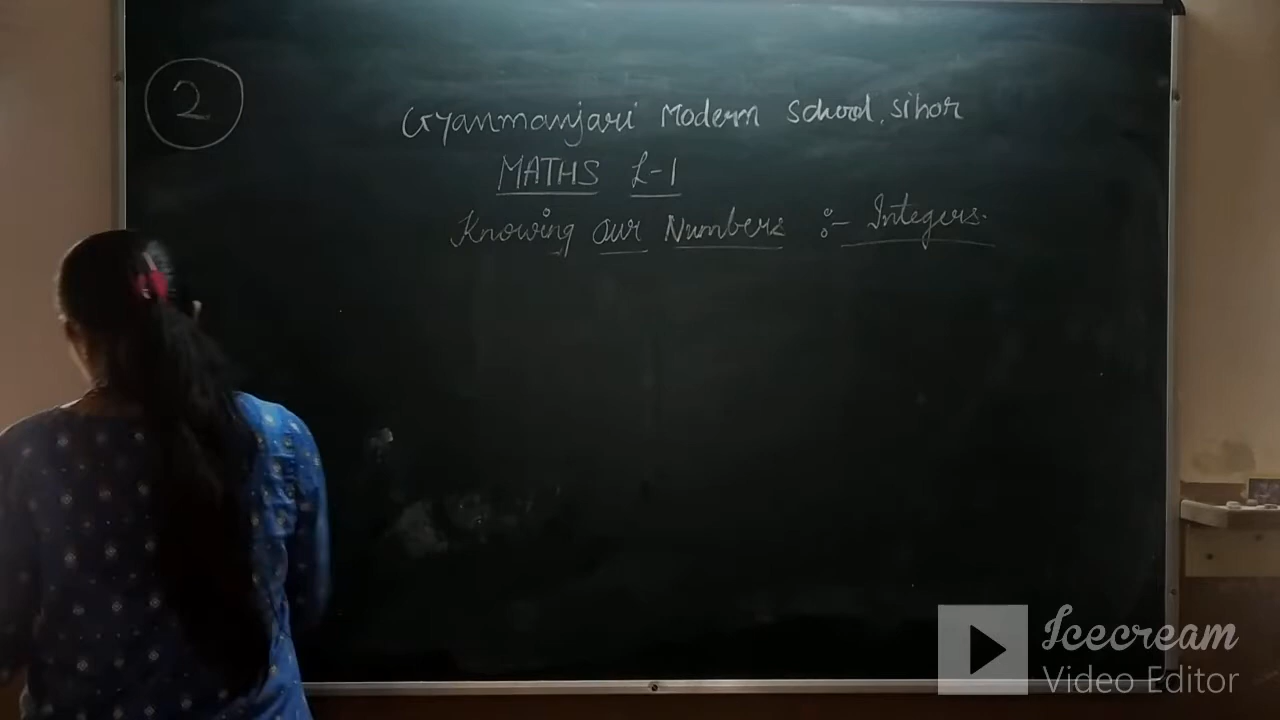 2
Gyanmanjari Modern School, Sihor
MATHS L-1
Knowing our Numbers :- Integers.
Icecream
Video Editor